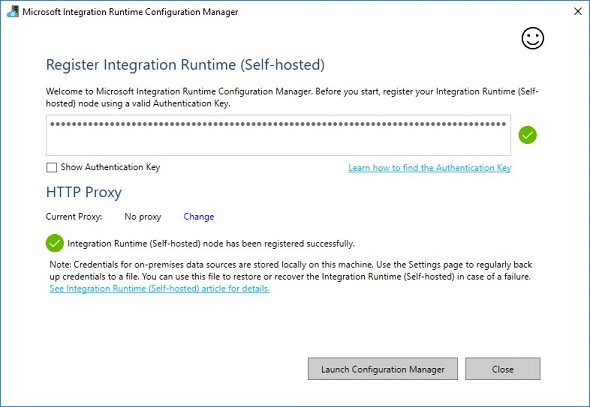 Microsoft Integration Runtime Configuration Manager
Register Integration Runtime (Self-hosted)
Welcome to Microsoft Integration Runtime Configuration Manager. Before you start, register your Integration Runtime (Self-
hosted) node using a valid Authentication Key.
Show Authentication Key
Learn how to find the Authentication Key
HTTP Proxy
Current Proxy: No proxy Change
Integration Runtime (Self-hosted) node has been registered successfully.
Note: Credentials for on-premises data sources are stored locally on this machine. Use the Settings page to regularly back
up credentials to a file. You can use this file to restore or recover the Integration Runtime (Self-hosted) in case of a failure.
See Integration Runtime (Self-hosted) article for details.
Launch Configuration Manager Close